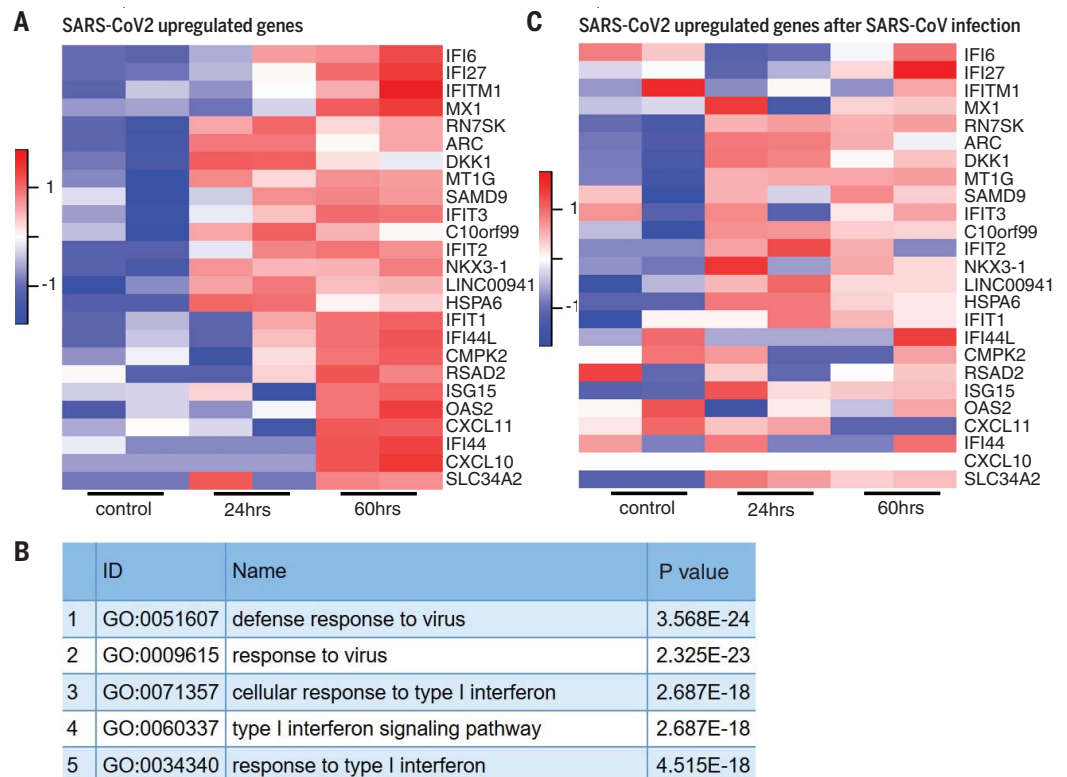 A SARS-CoV2 upregulated genes
IFI6
IFI27
IFITM1
MX1
RN7SK
ARC
DKK1
MT1G
SAMD9
IFIT3
C10orf99
IFIT2
NKX3-1
LINC00941
HSPA6
IFIT1
IFI44L
CMPK2
RSAD2
ISG15
OAS2
CXCL11
IFI44
CXCL10
SLC34A2
1
-1
control 24hrs 60hrs
C SARS-CoV2 upregulated genes after SARS-CoV infection
IFI6
IFI27
IFITM1
MX1
RN7SK
ARC
DKK1
MT1G
SAMD9
IFIT3
C10orf99
IFIT2
NKX3-1
LINC00941
HSPA6
IFIT1
IFI44L
CMPK2
RSAD2
ISG15
OAS2
CXCL11
IFI44
CXCL10
SLC34A2
1
-1
control 24hrs 60hrs
B
ID Name P value
1 GO:0051607 defense response to virus 3.568E-24
2 GO:0009615 response to virus 2.325E-23
3 GO:0071357 cellular response to type I interferon 2.687E-18
4 GO:0060337 type I interferon signaling pathway 2.687E-18
5 GO:0034340 response to type I interferon 4.515E-18